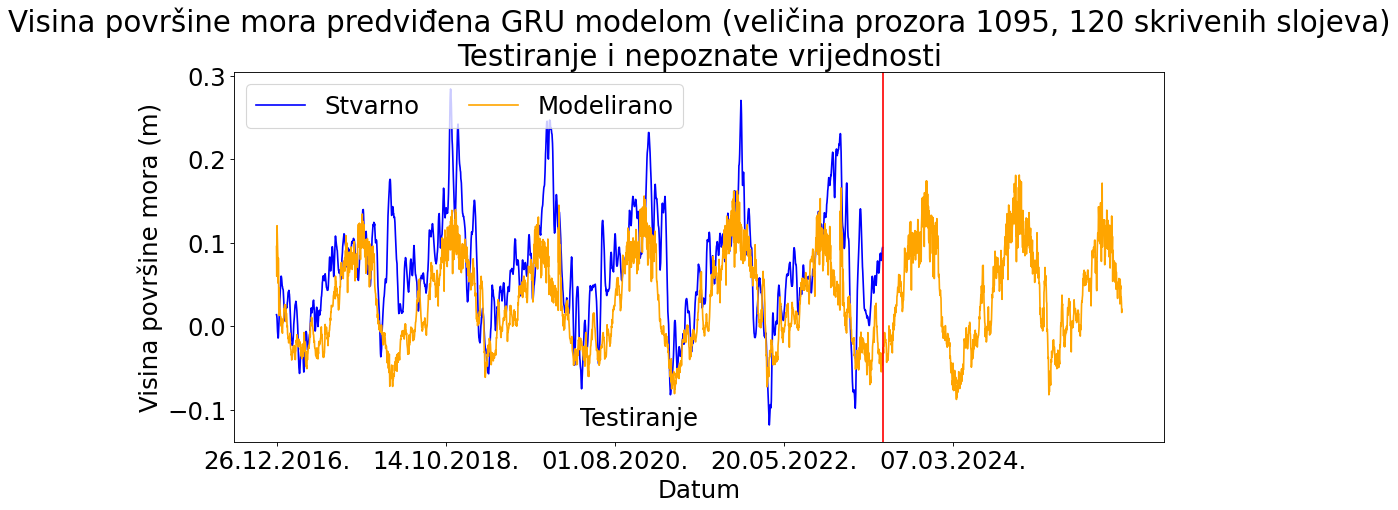 Visina površine mora predviđena GRU modelom (veličina prozora 1095, 120 skrivenih slojeva)
Testiranje i nepoznate vrijednosti
Visina površine mora (m)
0.3
0.2
0.1
0.0
−0.1
Stvarno
Modelirano
Testiranje
26.12.2016.
14.10.2018.
01.08.2020.
20.05.2022.
07.03.2024.
Datum